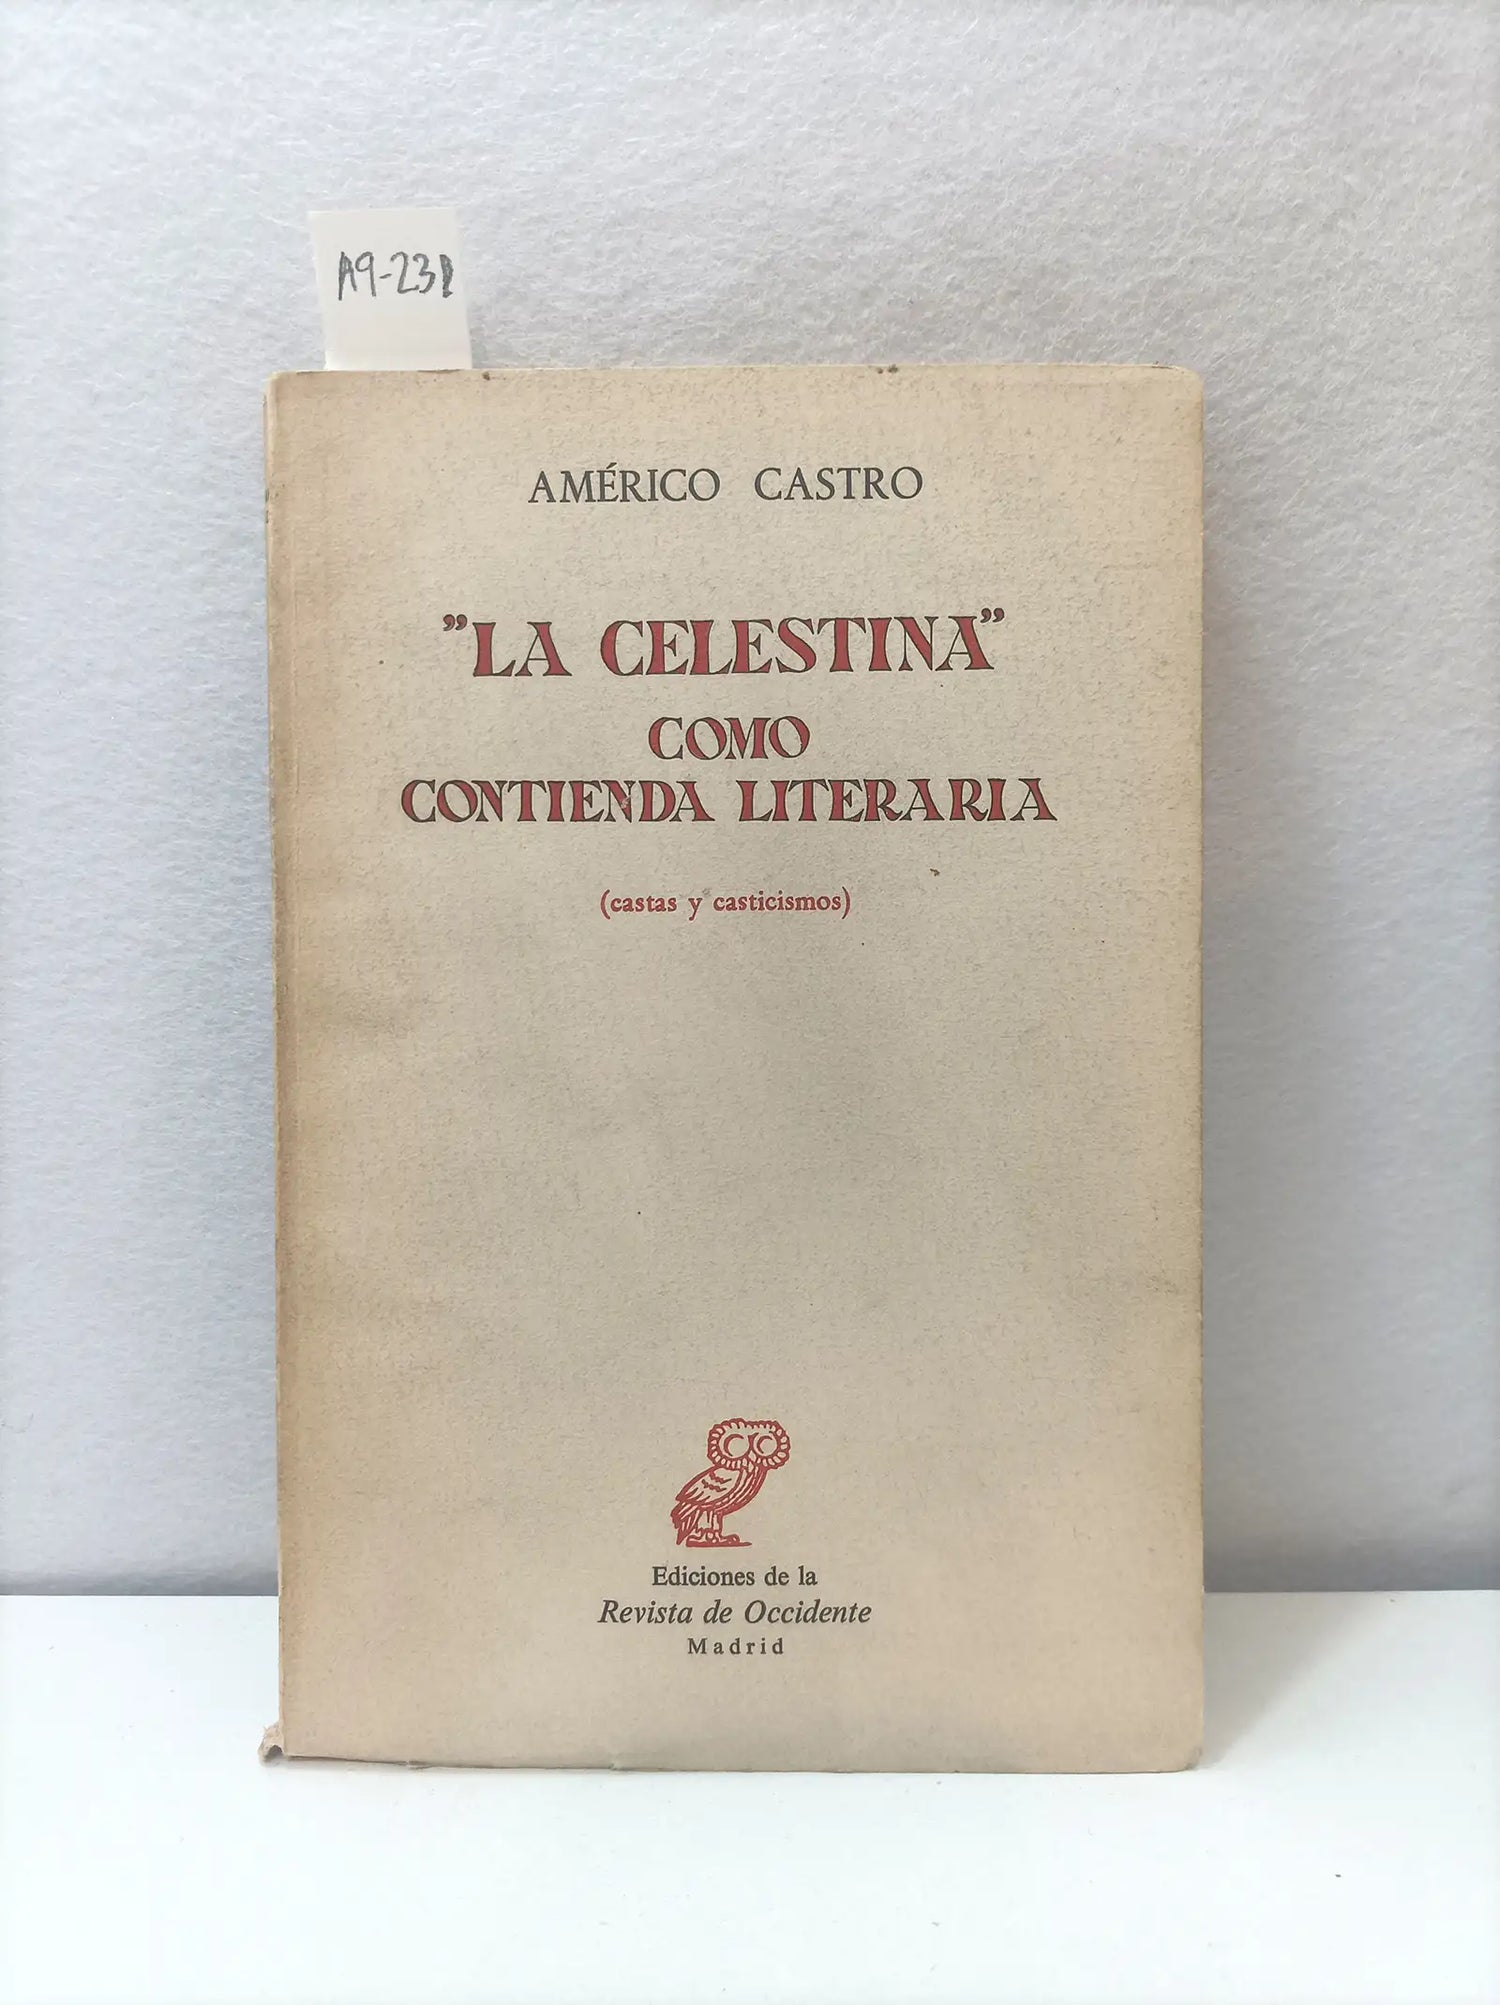 A9-231
AMÉRICO CASTRO
”LA CELESTINA”
COMO
CONTIENDA LITERARIA
(castas y casticismos)
Ediciones de la
Revista de Occidente
Madrid